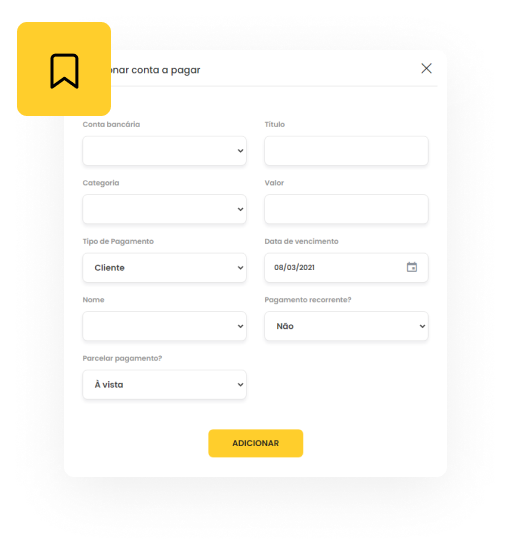 onar conta a pagar
Conta bancária
Título
Categoria
Valor
Tipo de Pagamento
Data de vencimento
Cliente
08/03/2021
Nome
Pagamento recorrente?
Não
Parcelar pagamento?
À vista
ADICIONAR